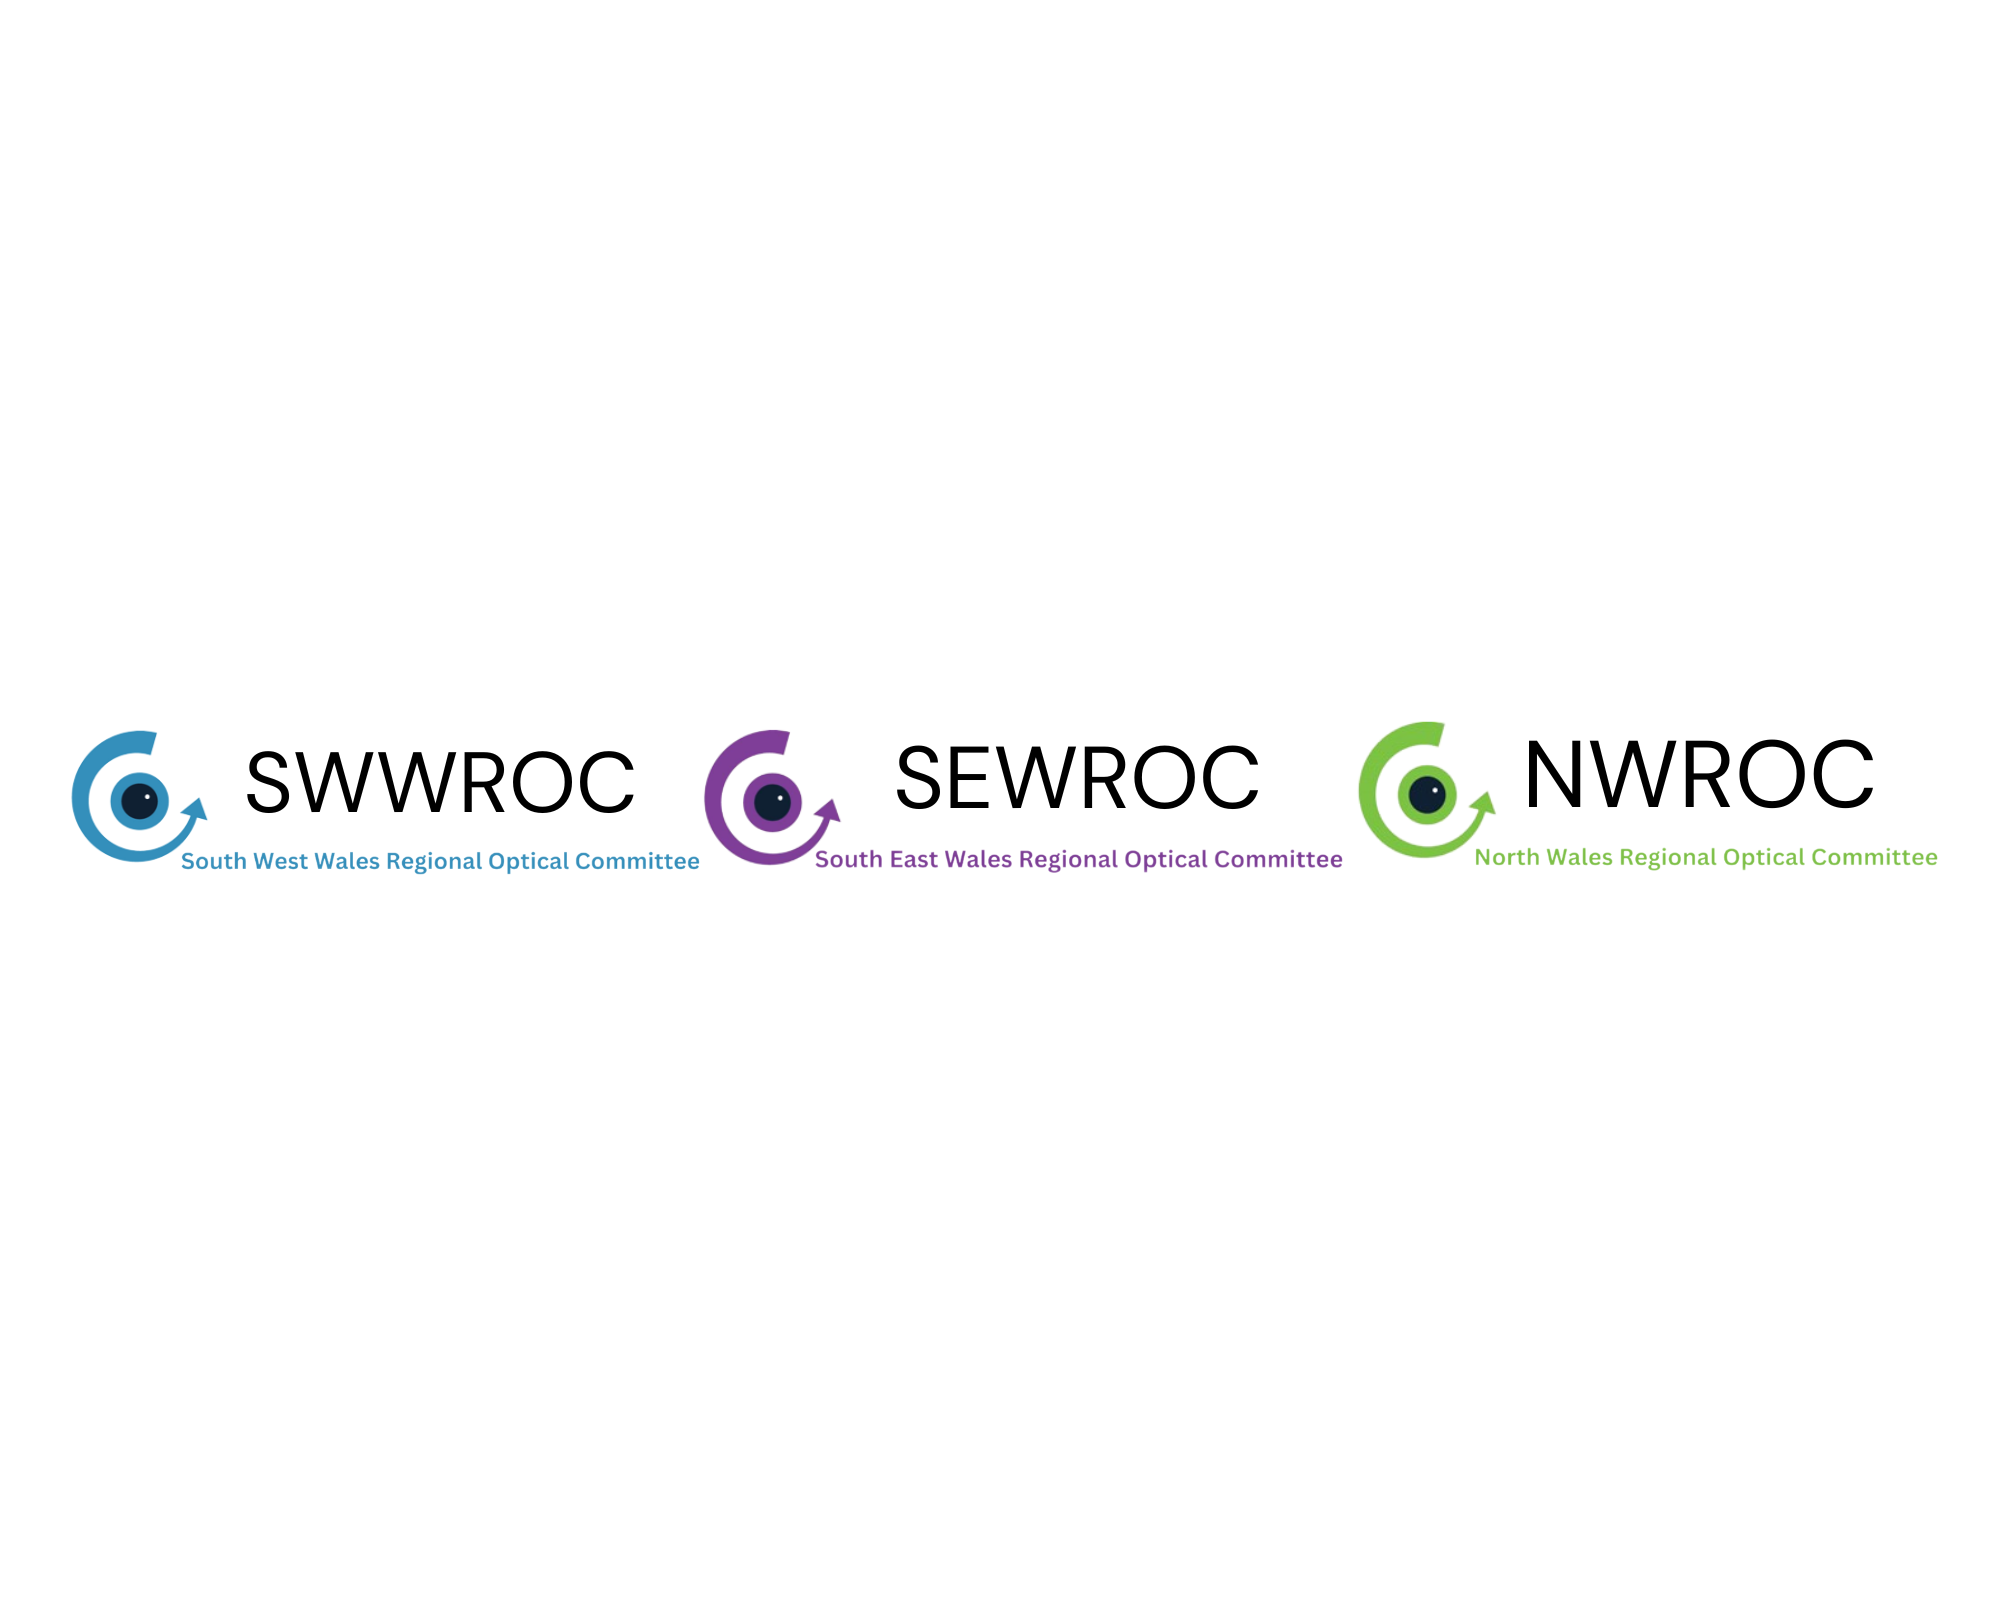 SWWROC
South West Wales Regional Optical Committee
SEWROC
South East Wales Regional Optical Committee
NWROC
North Wales Regional Optical Committee